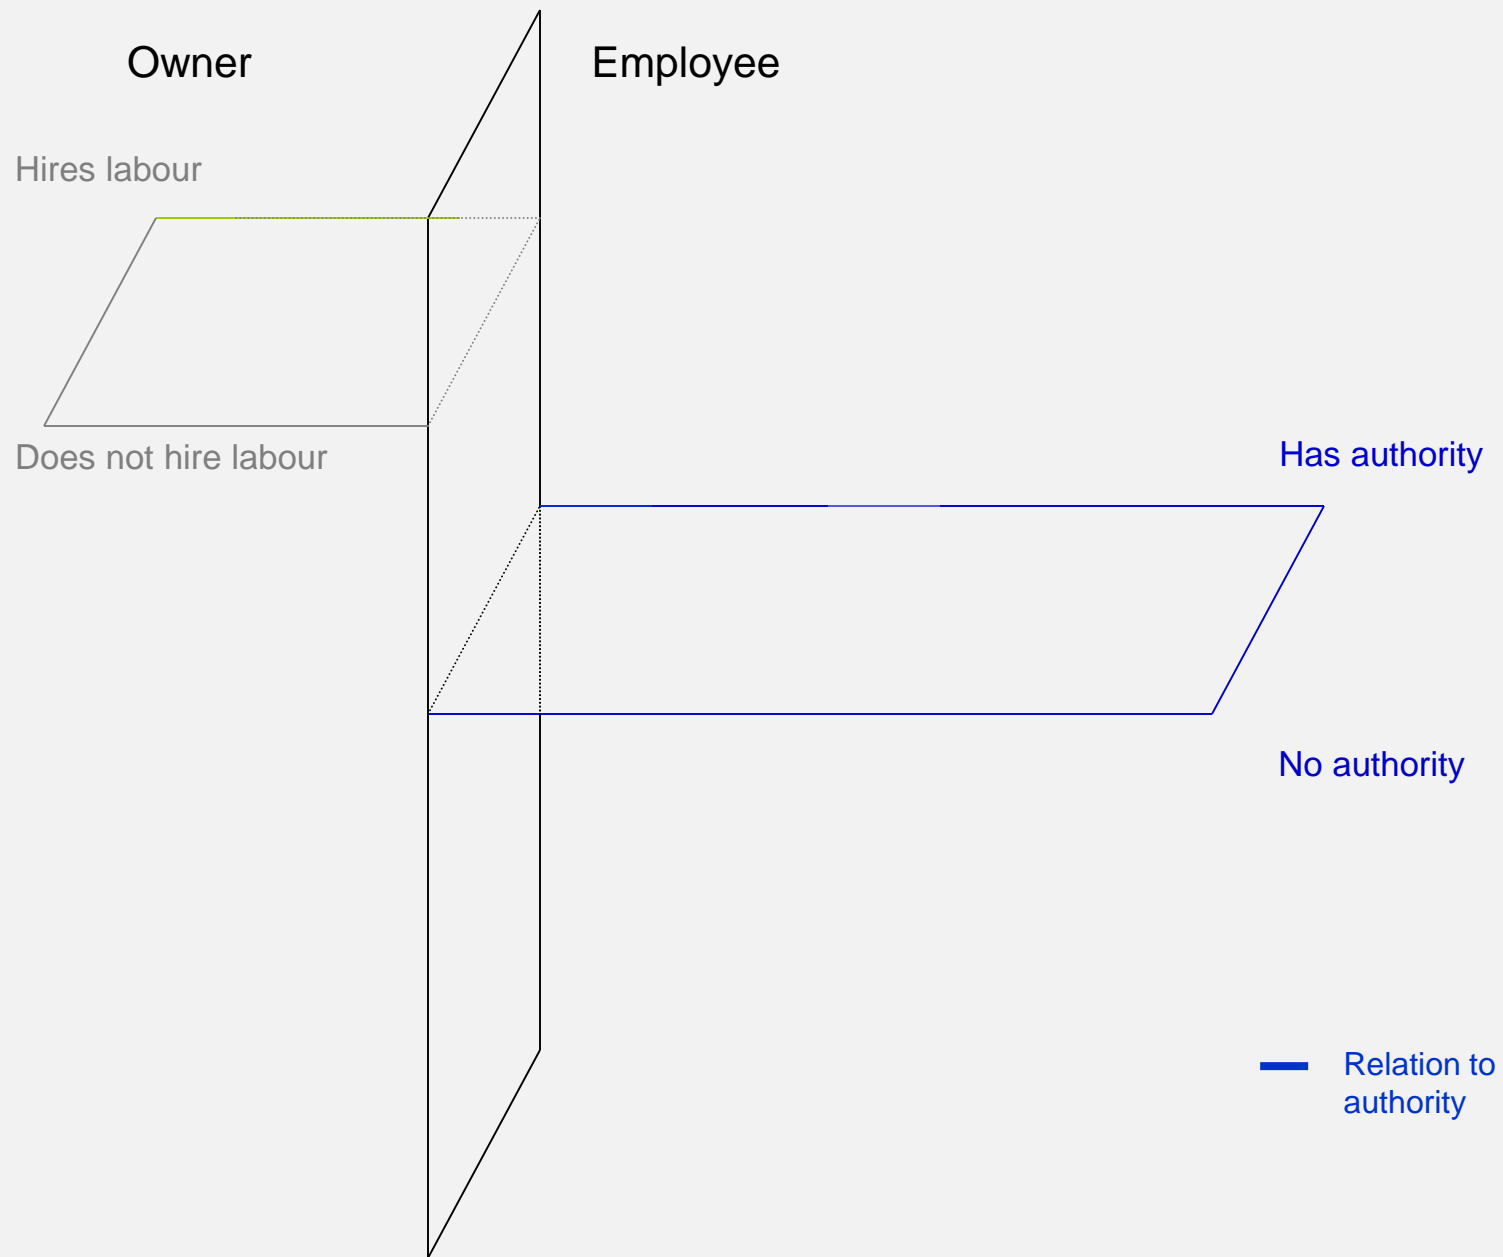 Owner
Employee
Hires labour
Does not hire labour
Has authority
No authority
Relation to
authority